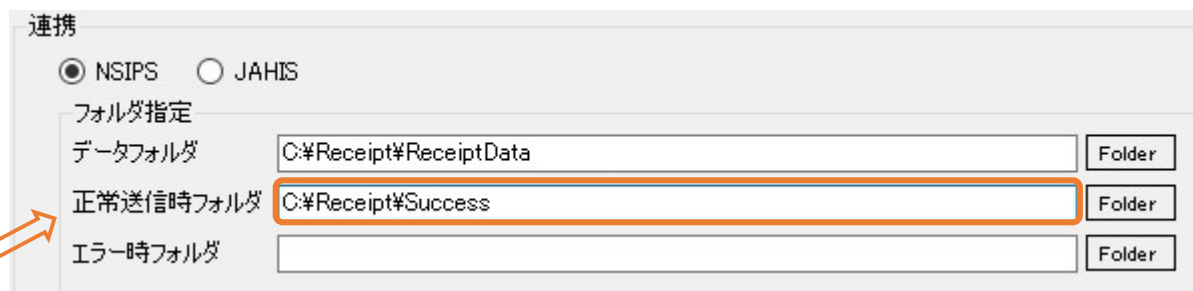 連携
NSIPS JAHIS
フォルダ指定
データフォルダ C:¥Receipt¥ReceiptData Folder
正常送信時フォルダ C:¥Receipt¥Success Folder
エラー時フォルダ Folder